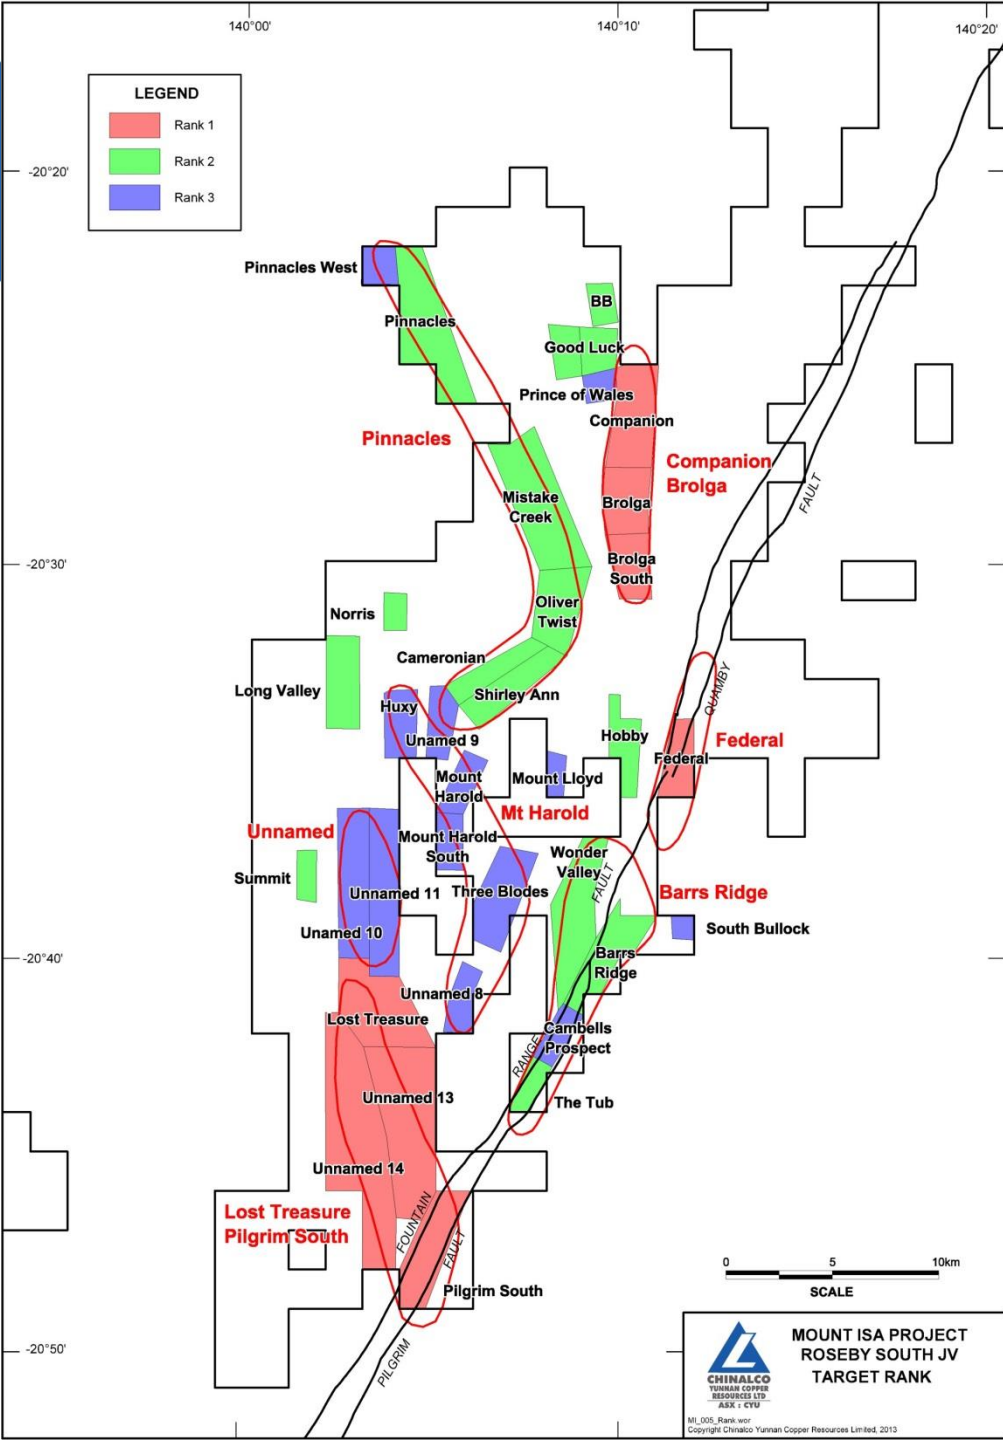 140°00'
140°10'
140°20'
LEGEND
Rank 1
Rank 2
Rank 3
-20°20'
Pinnacles West
Pinnacles
BB
Good Luck
Prince of Wales
Companion
Pinnacles
Companion
Brolga
Mistake
Creek
Brolga
FAULT
Brolga
South
-20°30'
Norris
Oliver
Twist
Cameronian
Long Valley
Shirley Ann
QUAMBY
Huxy
Unamed 9
Hobby
Federal
Federal
Mount
Harold
Mount Lloyd
Mt Harold
Unnamed
Mount Harold
South
Wonder
Valley
FAULT
Summit
Unnamed 11
Three Blodes
Barrs Ridge
Unamed 10
South Bullock
-20°40'
Barrs
Ridge
Unnamed 8
Lost Treasure
Cambells
Prospect
RANGE
Unnamed 13
The Tub
Unnamed 14
Lost Treasure
Pilgrim South
FOUNTAIN
FAULT
Pilgrim South
0 5 10km
SCALE
-20°50'
PILGRIM
MOUNT ISA PROJECT
ROSEBY SOUTH JV
TARGET RANK
CHINALCO
YUNNAN COPPER
RESOURCES LTD
ASX : CYU
MI_005_Rank.wor
Copyright Chinalco Yunnan Copper Resources Limited, 2013